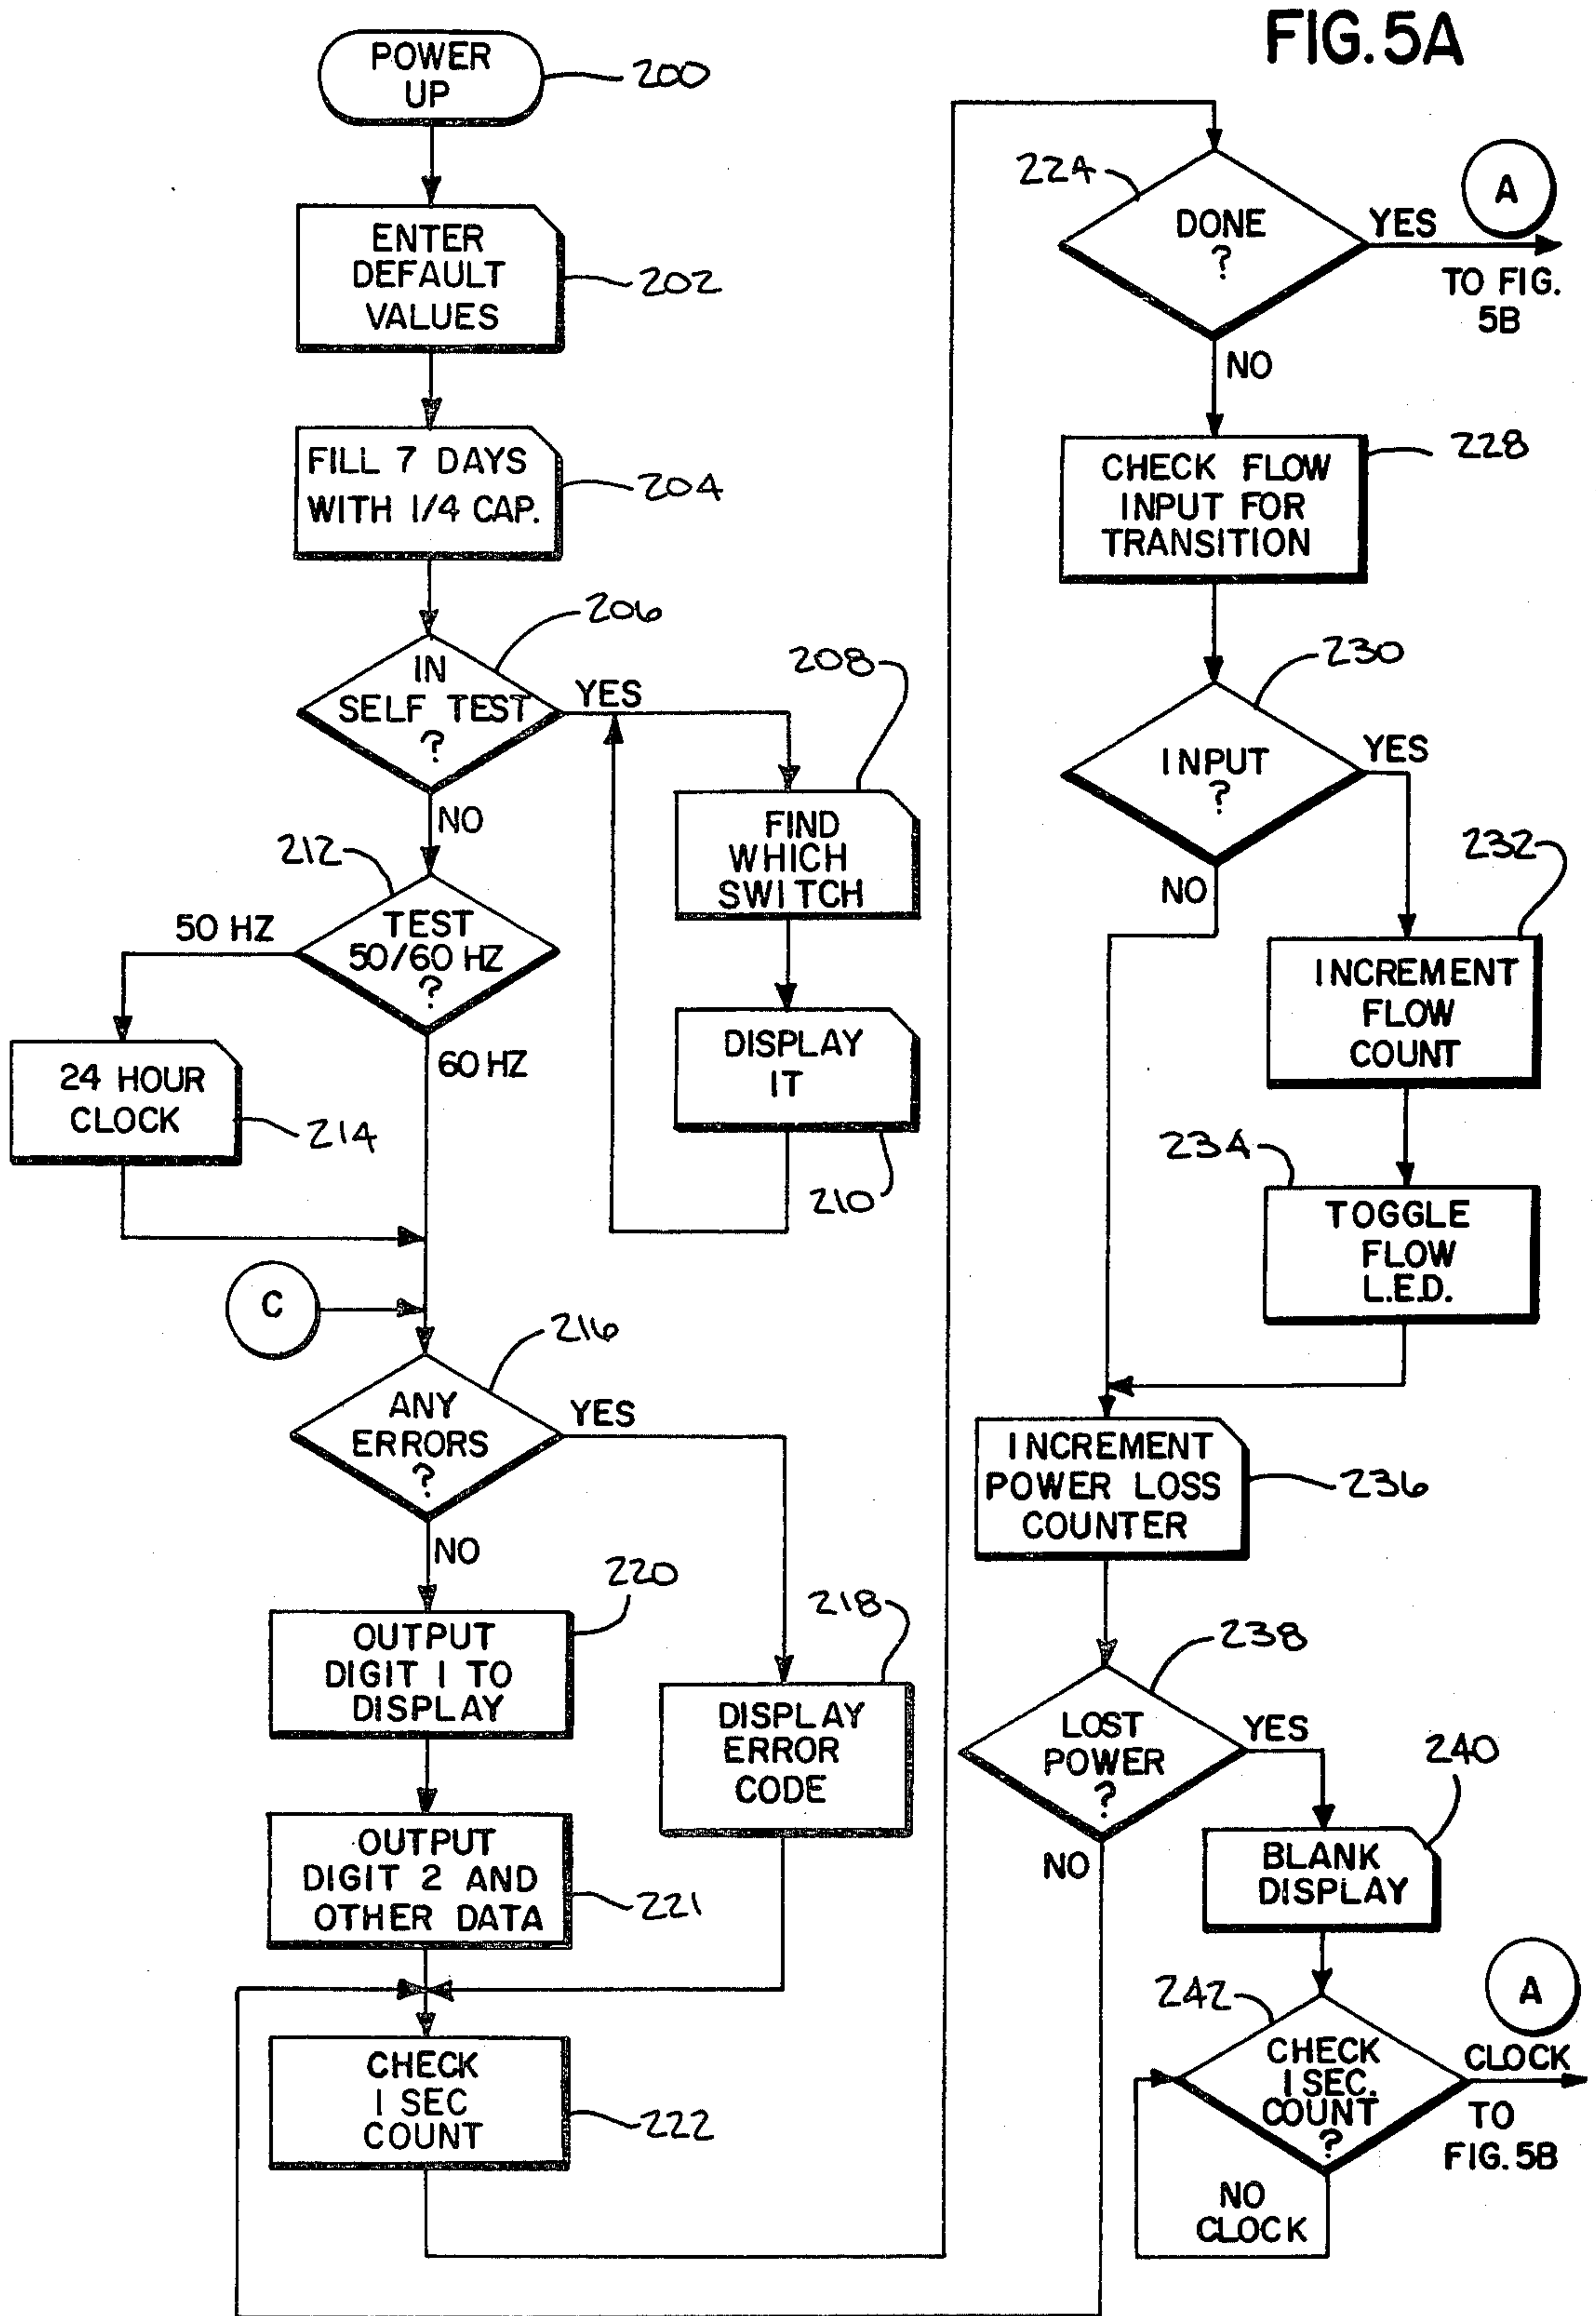 FIG. 5A
POWER
UP
200
ENTER
DEFAULT
VALUES
202
FILL 7 DAYS
WITH 1/4 CAP.
204
IN
SELF TEST
?
206
YES
NO
208
FIND
WHICH
SWITCH
DISPLAY
IT
210
212
TEST
50/60 HZ
?
50 HZ
60 HZ
24 HOUR
CLOCK
214
C
216
ANY
ERRORS
?
YES
NO
220
OUTPUT
DIGIT 1 TO
DISPLAY
218
DISPLAY
ERROR
CODE
OUTPUT
DIGIT 2 AND
OTHER DATA
221
CHECK
1 SEC
COUNT
222
224
DONE
?
YES
A
TO FIG.
5B
NO
CHECK FLOW
INPUT FOR
TRANSITION
228
230
INPUT
?
YES
NO
232
INCREMENT
FLOW
COUNT
234
TOGGLE
FLOW
L.E.D.
INCREMENT
POWER LOSS
COUNTER
236
238
LOST
POWER
?
YES
NO
240
BLANK
DISPLAY
242
CHECK
1 SEC.
COUNT
?
A
CLOCK
TO
FIG. 5B
NO
CLOCK